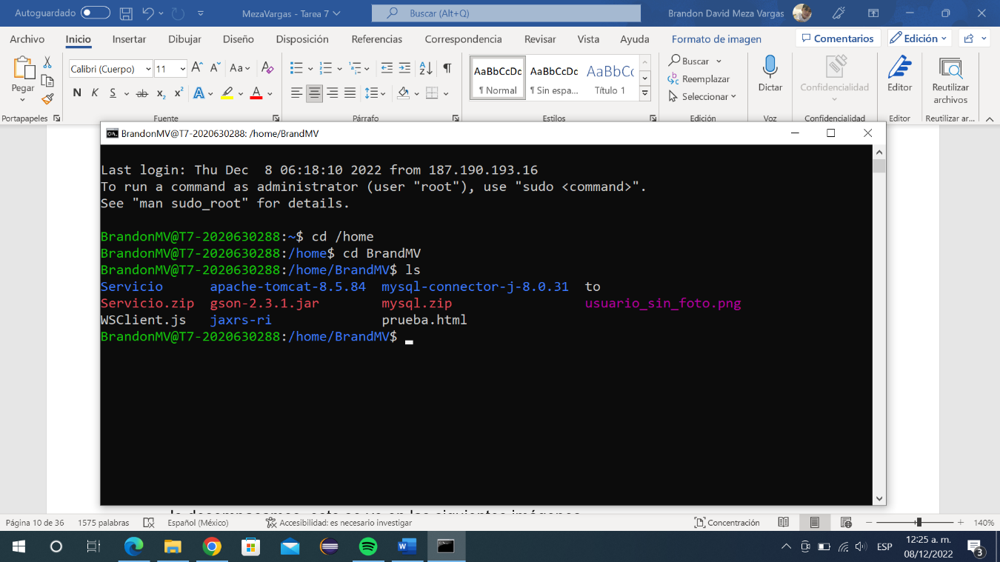 Autoguardado
MezaVargas - Tarea 7
Buscar (Alt+Q)
Brandon David Meza Vargas
Archivo Inicio Insertar Dibujar Diseño Disposición Referencias Correspondencia Revisar Vista Ayuda Formato de imagen Comentarios Edición
Pegar
Portapapeles
Calibri (Cuerpo) 11
N K S ab x₂ x²
Fuente
Párrafo
AaBbCcDc AaBbCcDc AaBbCc
¶ Normal ¶ Sin espa... Título 1
Estilos
Buscar
Reemplazar
Seleccionar
Edición
Dictar
Voz
Confidencialidad
Confidencialidad
Editor
Editor
Reutilizar
archivos
Reutilizar ar...
BrandonMV@T7-2020630288: /home/BrandMV
Last login: Thu Dec  8 06:18:10 2022 from 187.190.193.16
To run a command as administrator (user "root"), use "sudo <command>".
See "man sudo_root" for details.
BrandonMV@T7-2020630288:~$ cd /home
BrandonMV@T7-2020630288:/home$ cd BrandMV
BrandonMV@T7-2020630288:/home/BrandMV$ ls
Servicio apache-tomcat-8.5.84 mysql-connector-j-8.0.31 to
Servicio.zip gson-2.3.1.jar mysql.zip usuario_sin_foto.png
WSClient.js jaxrs-ri prueba.html
BrandonMV@T7-2020630288:/home/BrandMV$
Página 10 de 36 1575 palabras Español (México) Accesibilidad: es necesario investigar Concentración 140%
ESP
12:25 a. m.
08/12/2022
3